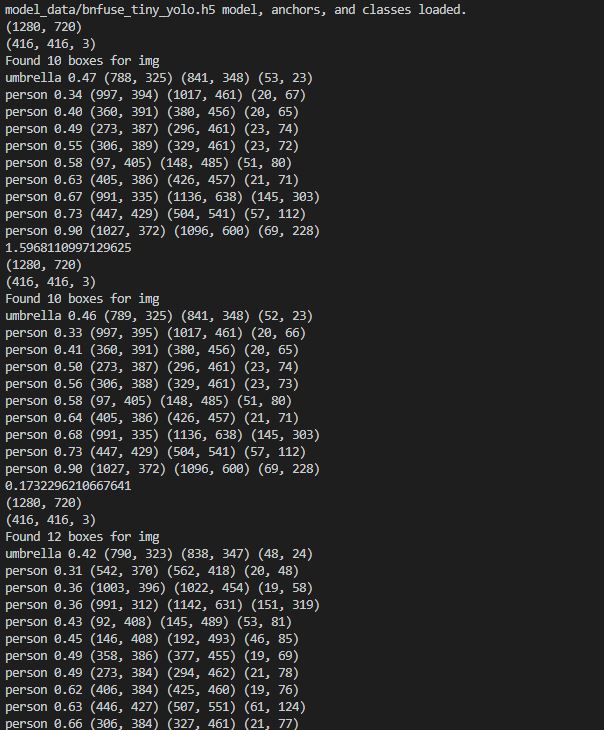 model_data/bnfuse_tiny_yolo.h5 model, anchors, and classes loaded.
(1280, 720)
(416, 416, 3)
Found 10 boxes for img
umbrella 0.47 (788, 325) (841, 348) (53, 23)
person 0.34 (997, 394) (1017, 461) (20, 67)
person 0.40 (360, 391) (380, 456) (20, 65)
person 0.49 (273, 387) (296, 461) (23, 74)
person 0.55 (306, 389) (329, 461) (23, 72)
person 0.58 (97, 405) (148, 485) (51, 80)
person 0.63 (405, 386) (426, 457) (21, 71)
person 0.67 (991, 335) (1136, 638) (145, 303)
person 0.73 (447, 429) (504, 541) (57, 112)
person 0.90 (1027, 372) (1096, 600) (69, 228)
1.5968110997129625
(1280, 720)
(416, 416, 3)
Found 10 boxes for img
umbrella 0.46 (789, 325) (841, 348) (52, 23)
person 0.33 (997, 395) (1017, 461) (20, 66)
person 0.41 (360, 391) (380, 456) (20, 65)
person 0.50 (273, 387) (296, 461) (23, 74)
person 0.56 (306, 388) (329, 461) (23, 73)
person 0.58 (97, 405) (148, 485) (51, 80)
person 0.64 (405, 386) (426, 457) (21, 71)
person 0.68 (991, 335) (1136, 638) (145, 303)
person 0.73 (447, 429) (504, 541) (57, 112)
person 0.90 (1027, 372) (1096, 600) (69, 228)
0.1732296210667641
(1280, 720)
(416, 416, 3)
Found 12 boxes for img
umbrella 0.42 (790, 323) (838, 347) (48, 24)
person 0.31 (542, 370) (562, 418) (20, 48)
person 0.36 (1003, 396) (1022, 454) (19, 58)
person 0.36 (991, 312) (1142, 631) (151, 319)
person 0.43 (92, 408) (145, 489) (53, 81)
person 0.45 (146, 408) (192, 493) (46, 85)
person 0.49 (358, 386) (377, 455) (19, 69)
person 0.49 (273, 384) (294, 462) (21, 78)
person 0.62 (406, 384) (425, 460) (19, 76)
person 0.63 (446, 427) (507, 551) (61, 124)
person 0.66 (306, 384) (327, 461) (21, 77)